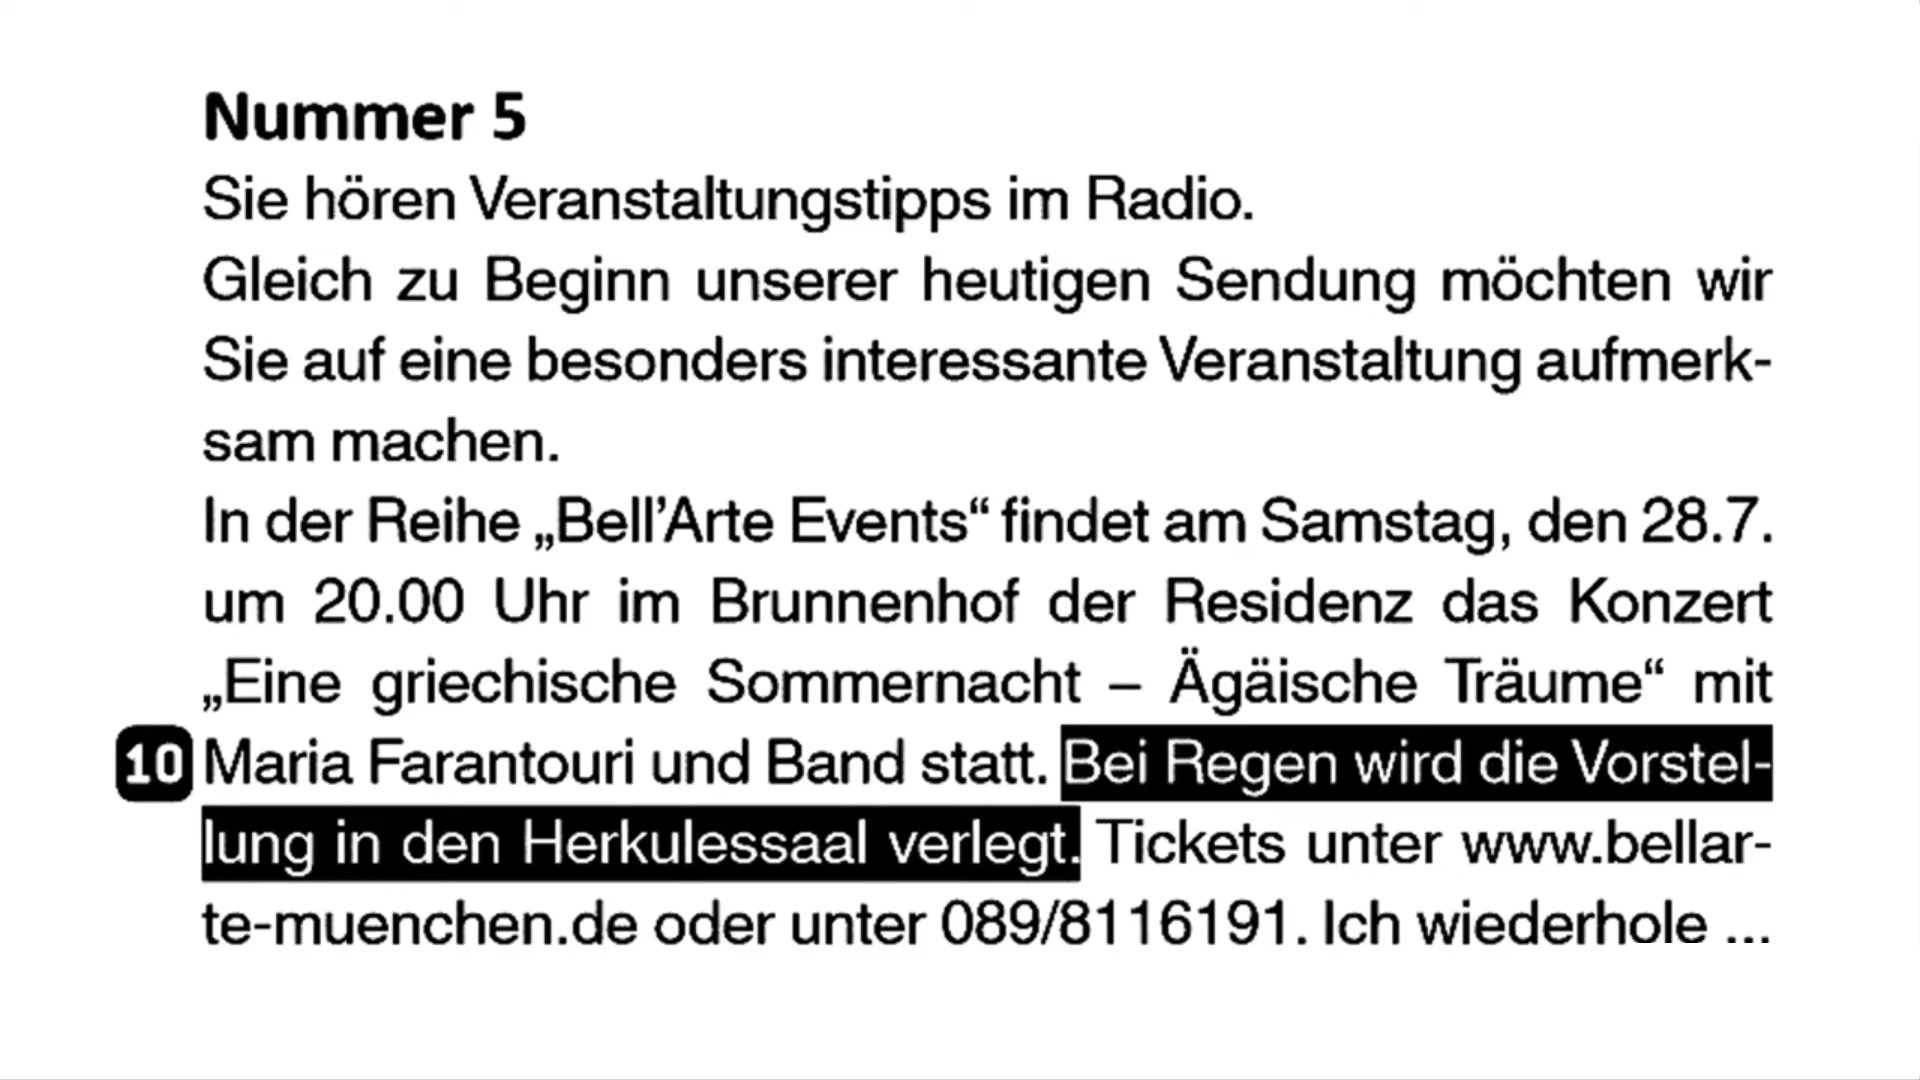 Nummer 5
Sie hören Veranstaltungstipps im Radio.
Gleich zu Beginn unserer heutigen Sendung möchten wir
Sie auf eine besonders interessante Veranstaltung aufmerk-
sam machen.
In der Reihe „Bell’Arte Events“ findet am Samstag, den 28.7.
um 20.00 Uhr im Brunnenhof der Residenz das Konzert
„Eine griechische Sommernacht – Ägäische Träume“ mit
10 Maria Farantouri und Band statt. Bei Regen wird die Vorstel-
lung in den Herkulessaal verlegt. Tickets unter www.bellar-
te-muenchen.de oder unter 089/8116191. Ich wiederhole ...